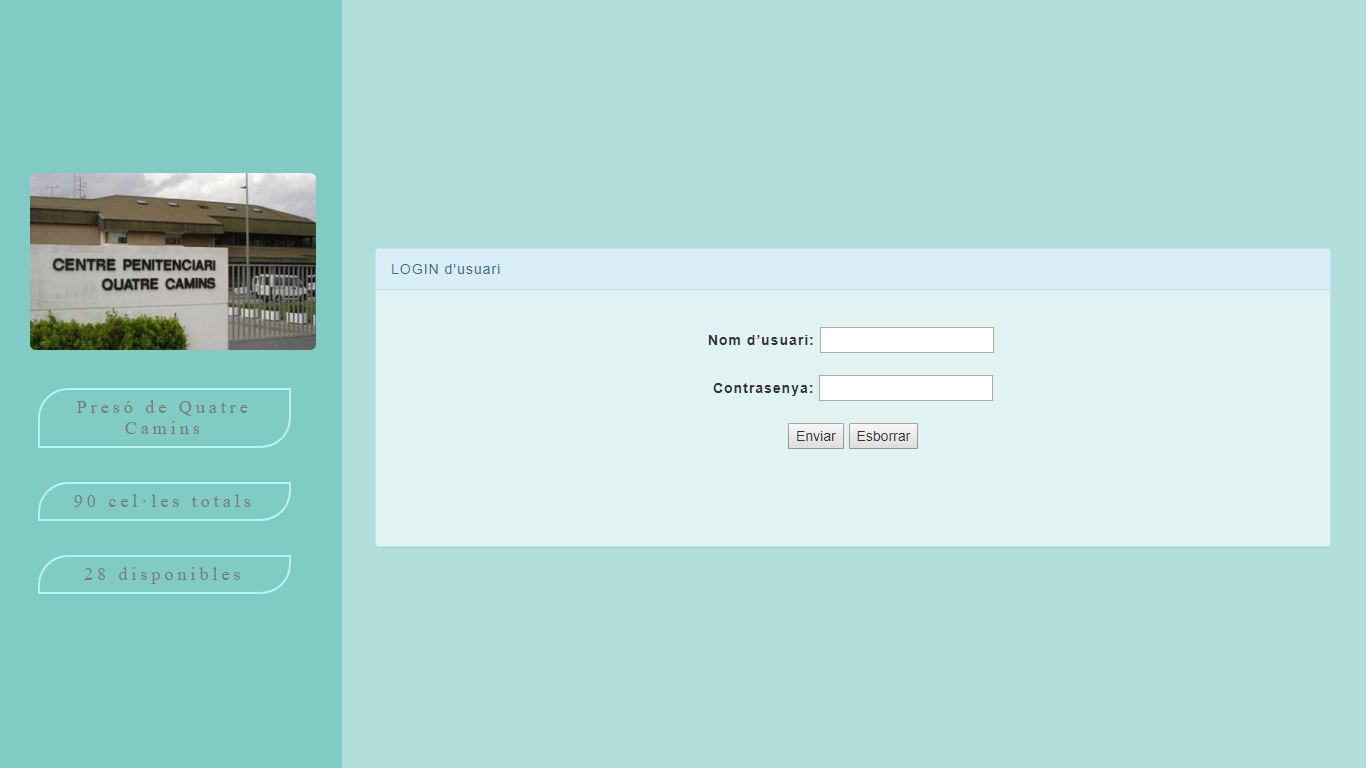 CENTRE PENITENCIARI
QUATRE CAMINS
Presó de Quatre
Camins
90 cel·les totals
28 disponibles
LOGIN d'usuari
Nom d’usuari:
Contrasenya:
Enviar Esborrar